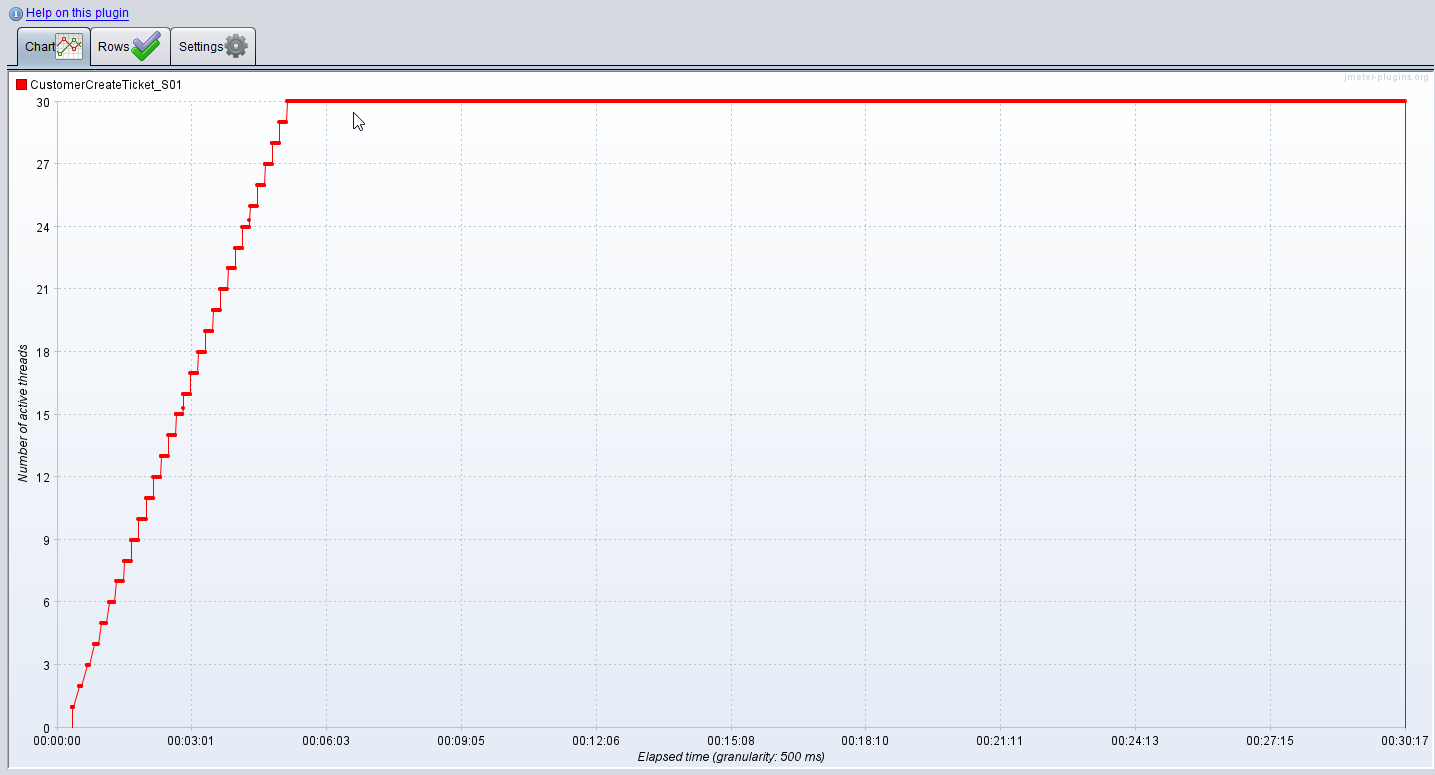 Help on this plugin
Chart Rows Settings
CustomerCreateTicket_S01
jmeter-plugins.org
30
27
24
21
18
15
12
9
6
3
0
Number of active threads
00:00:00 00:03:01 00:06:03 00:09:05 00:12:06 00:15:08 00:18:10 00:21:11 00:24:13 00:27:15 00:30:17
Elapsed time (granularity: 500 ms)